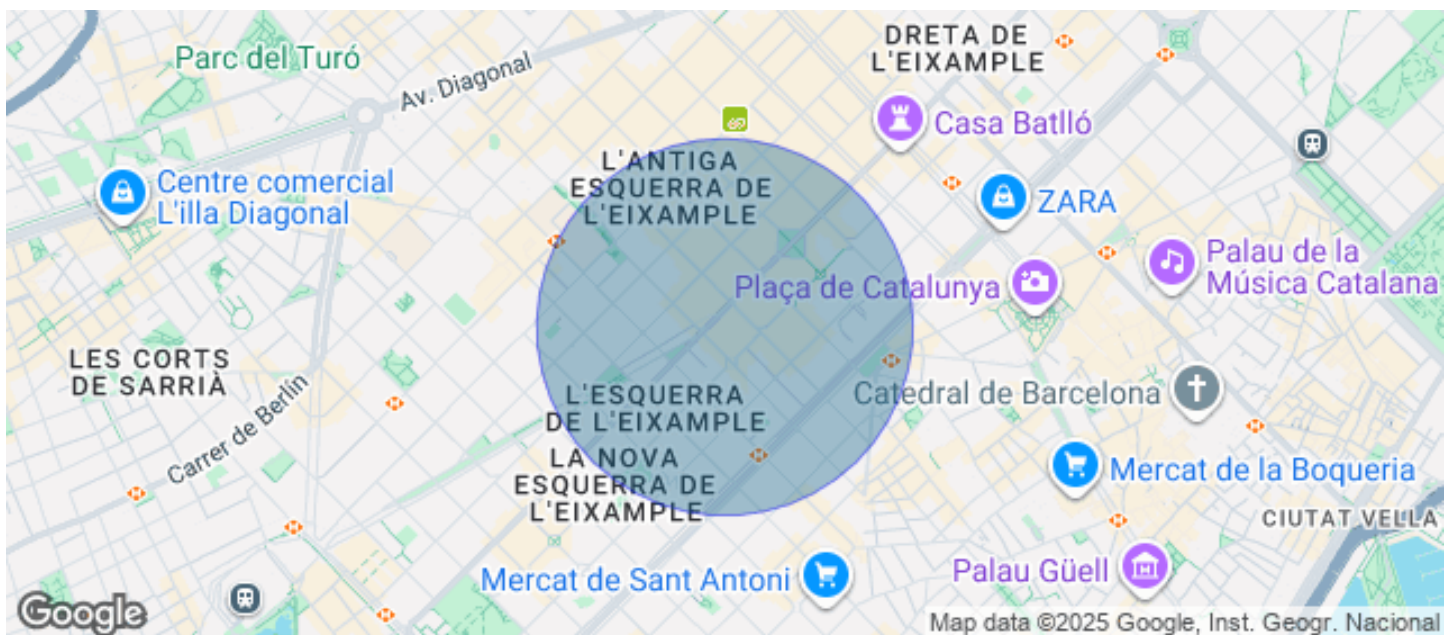 Parc del Turó
Av. Diagonal
DRETA DE
L'EIXAMPLE
Casa Batlló
L'ANTIGA
ESQUERRA DE
L'EIXAMPLE
Centre comercial
L'illa Diagonal
ZARA
Palau de la
Música Catalana
Plaça de Catalunya
LES CORTS
DE SARRIÀ
Carrer de Berlín
L'ESQUERRA
DE L'EIXAMPLE
Catedral de Barcelona
LA NOVA
ESQUERRA DE
L'EIXAMPLE
Mercat de la Boqueria
CIUTAT VELLA
Mercat de Sant Antoni
Palau Güell
Google
Map data ©2025 Google, Inst. Geogr. Nacional